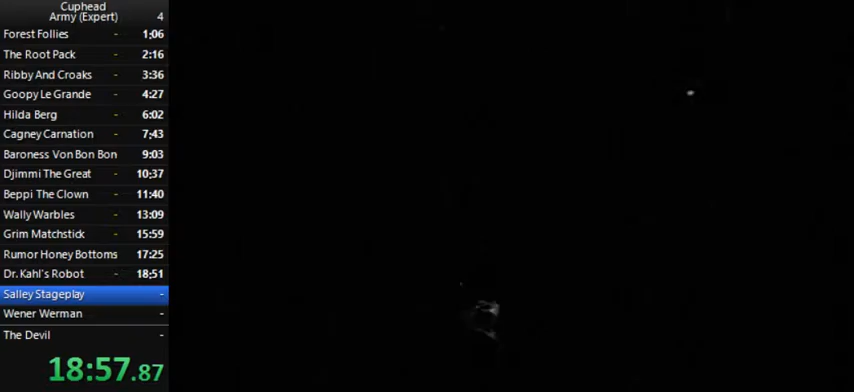 Cuphead
Army (Expert) 4
Forest Follies - 1;06
The Root Pack - 2:16
Ribby And Croaks - 3:36
Goopy Le Grande - 4:27
Hilda Berg - 6:02
Cagney Carnation - 7;43
Baroness Von Bon Bon 9:03
Djimmi The Great - 10;37
Beppi The Clown - 11:40
Wally Warbles - 13:09
Grim Matchstick - 15:59
Rumor Honey Bottoms 17:25
Dr. Kahl's Robot - 18;51
Salley Stageplay -
Wener Werman -
The Devil -
18:57.87